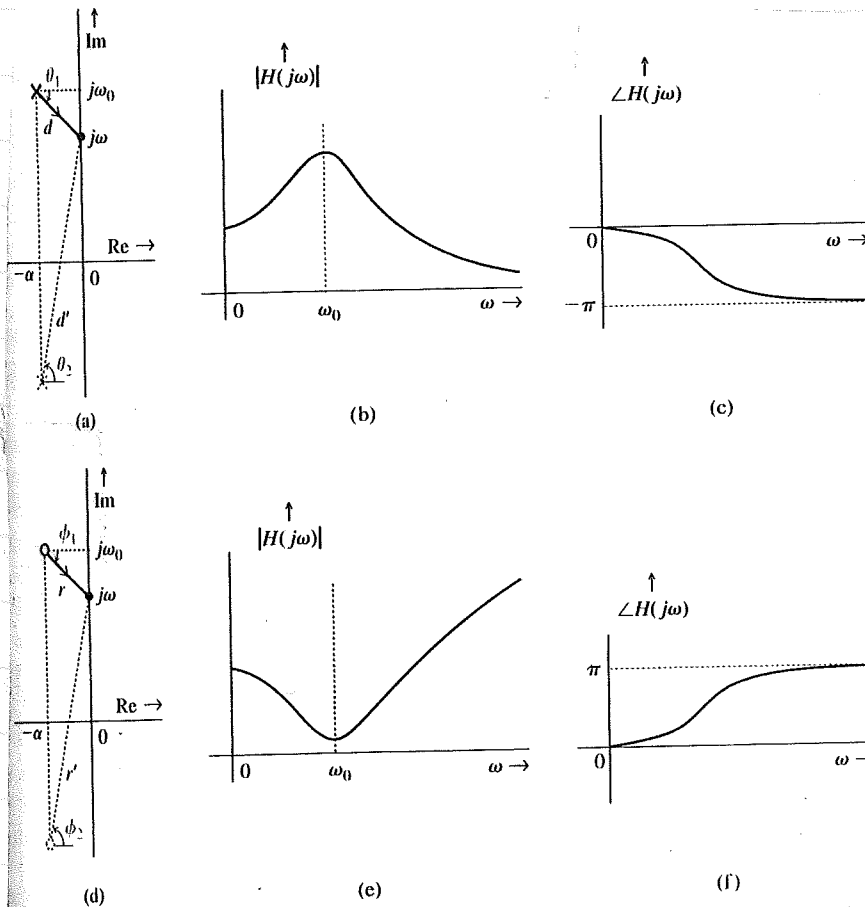 ↑
Im
θ₁
jω₀
d
jω
Re →
−α
0
d′
θ₂
(a)
↑
|H(jω)|
0
ω₀
ω →
(b)
↑
∠H(jω)
0
ω →
−π
(c)
↑
Im
ϕ₁
jω₀
r
jω
Re →
−α
0
r′
ϕ₂
(d)
↑
|H(jω)|
0
ω₀
ω →
(e)
↑
∠H(jω)
π
0
ω −
(f)